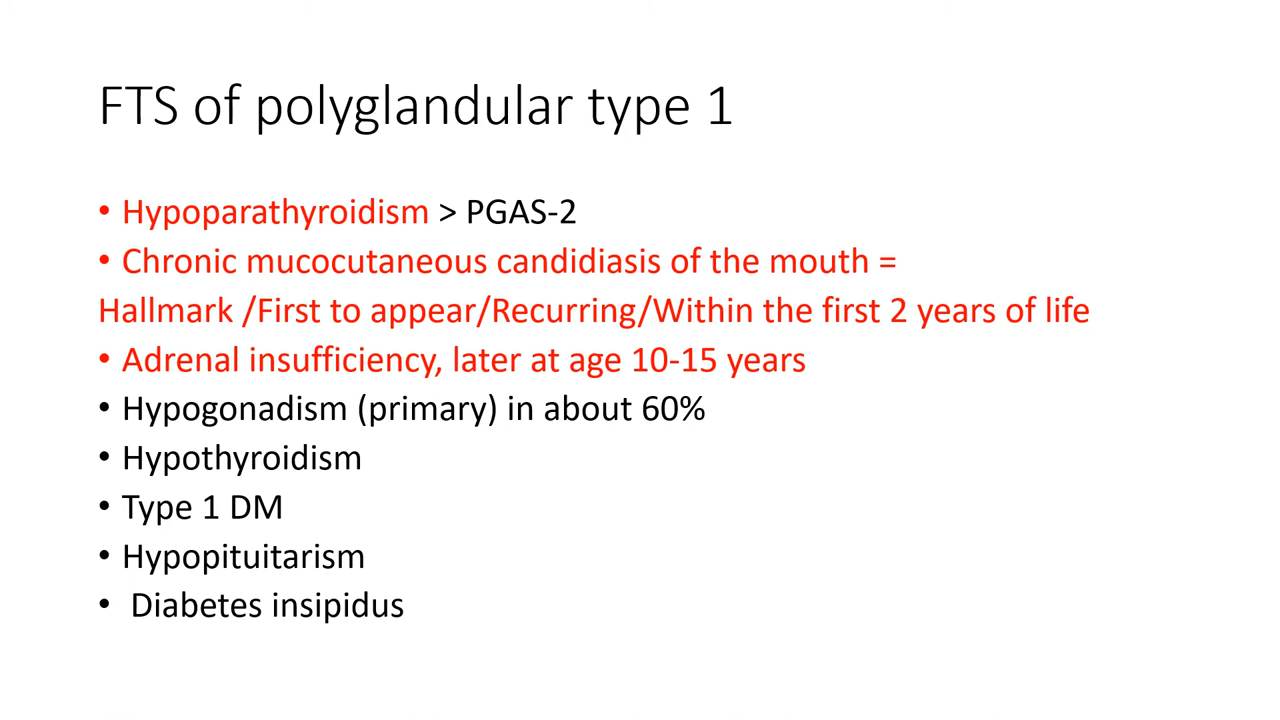 FTS of polyglandular type 1
• Hypoparathyroidism > PGAS-2
• Chronic mucocutaneous candidiasis of the mouth =
Hallmark /First to appear/Recurring/Within the first 2 years of life
• Adrenal insufficiency, later at age 10-15 years
• Hypogonadism (primary) in about 60%
• Hypothyroidism
• Type 1 DM
• Hypopituitarism
• Diabetes insipidus